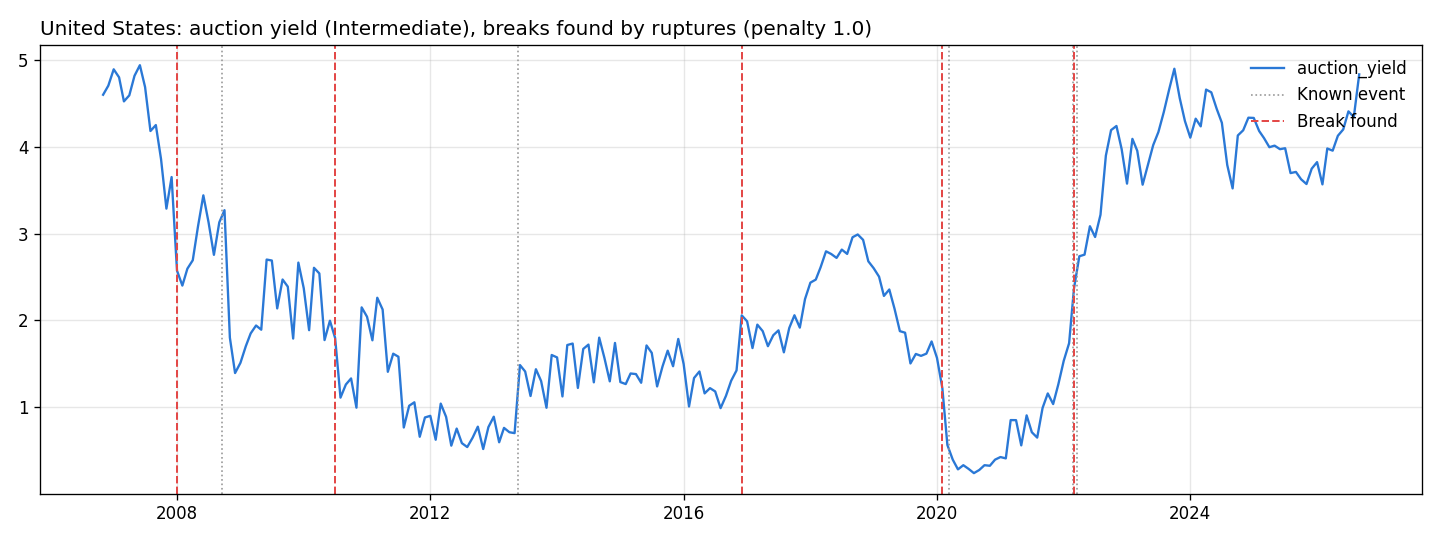 United States: auction yield (Intermediate), breaks found by ruptures (penalty 1.0)
5
4
3
2
1
auction_yield
Known event
Break found
2008
2012
2016
2020
2024